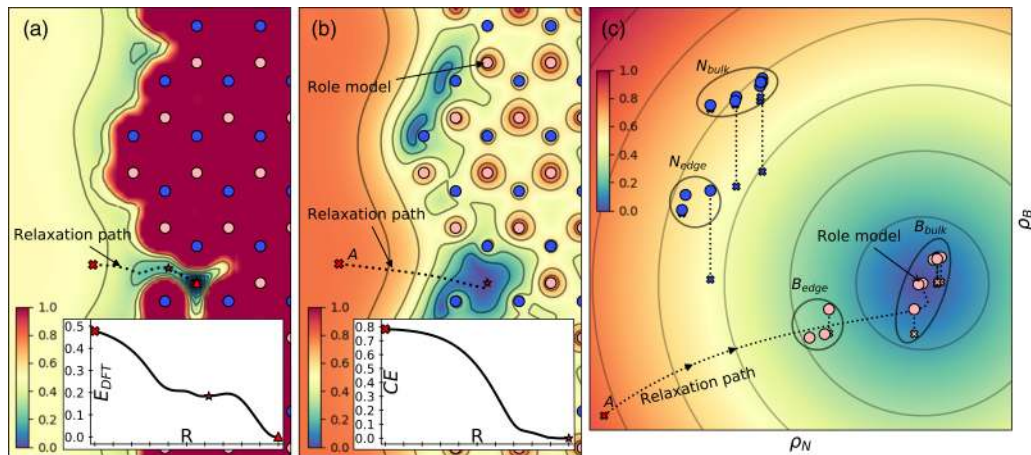 (a)
Relaxation path
1.0
0.8
0.6
0.4
0.2
0.0
0.5
0.4
0.3
0.2
0.1
0.0
E_DFT
R
(b)
Role model
Relaxation path
A
1.0
0.8
0.6
0.4
0.2
0.0
0.8
0.7
0.6
0.5
0.4
0.3
0.2
0.1
0.0
CE
R
(c)
1.0
0.8
0.6
0.4
0.2
0.0
N_bulk
N_edge
Role model
B_bulk
B_edge
Relaxation path
A
ρ_N
ρ_B